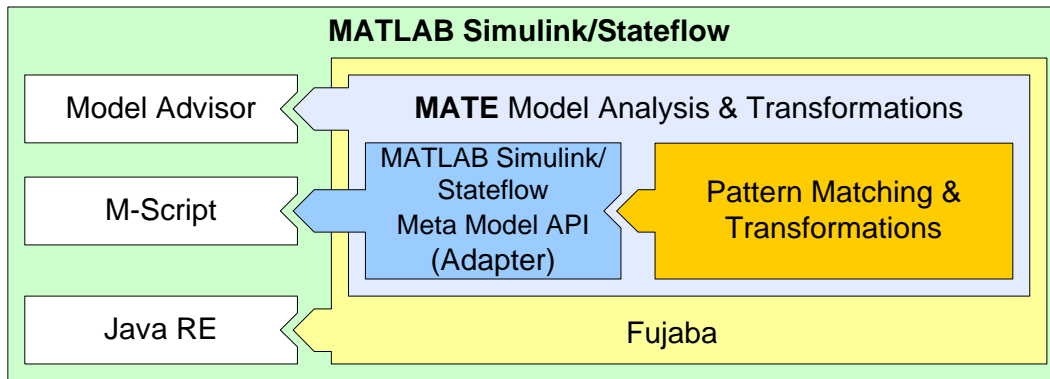 MATLAB Simulink/Stateflow
Model Advisor
MATE Model Analysis & Transformations
M-Script
MATLAB Simulink/
Stateflow
Meta Model API
(Adapter)
Pattern Matching &
Transformations
Java RE
Fujaba